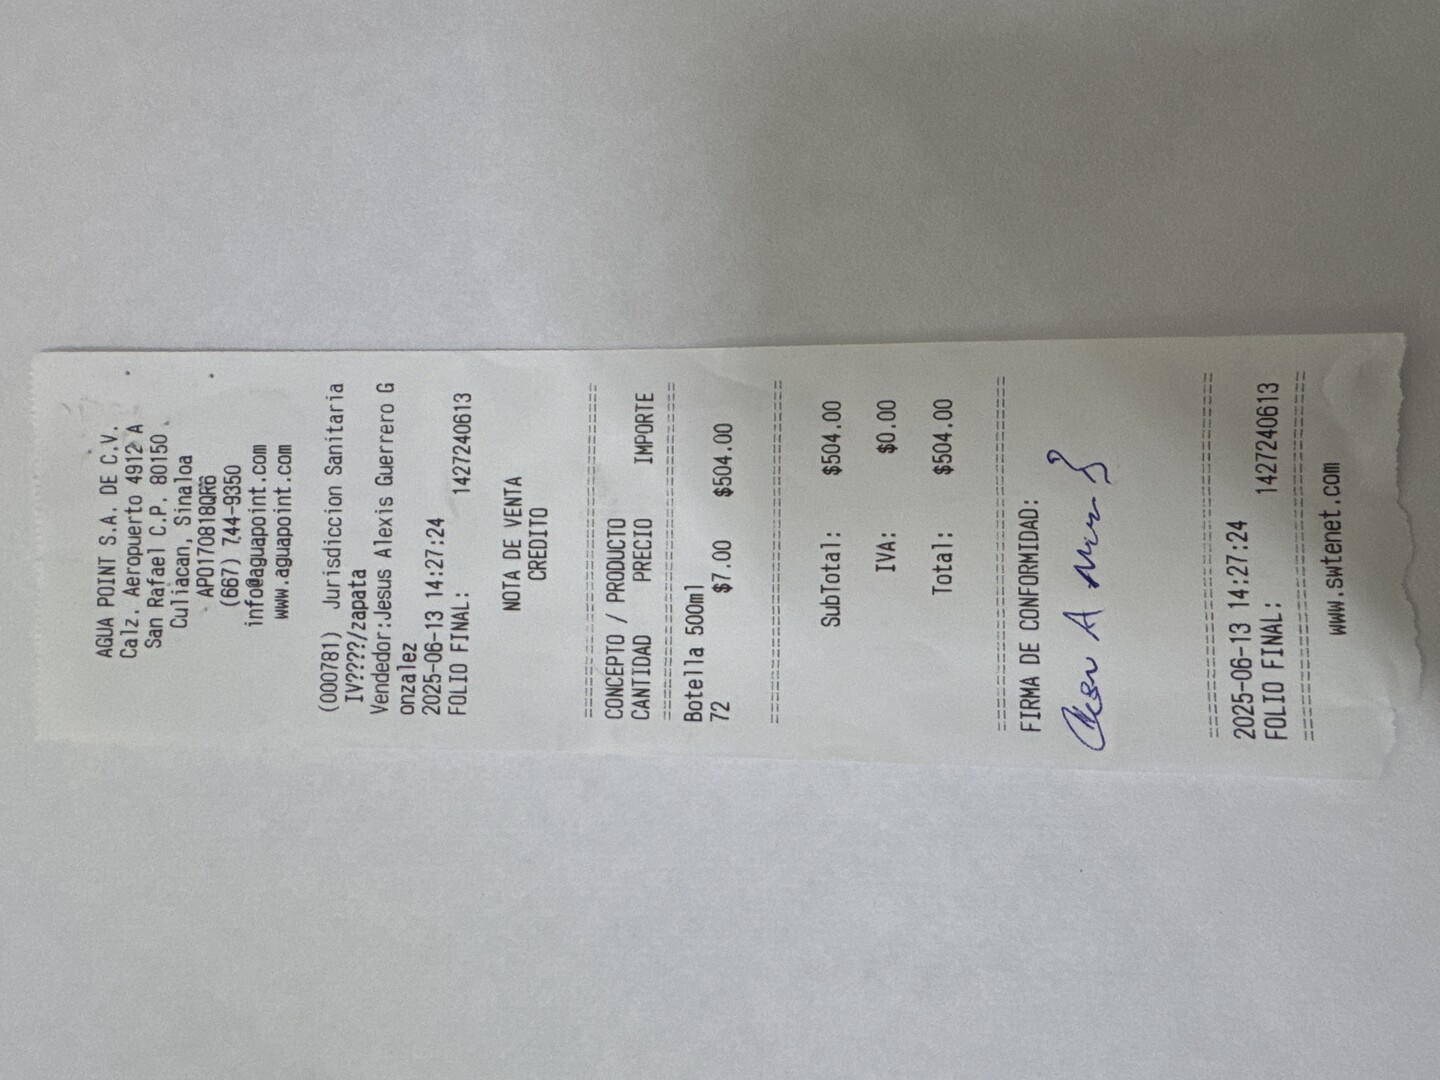 AGUA POINT S.A. DE C.V.
Calz. Aeropuerto 4912 A
San Rafael C.P. 80150
Culiacan, Sinaloa
APO170818QR6
(667) 744-9350
info@aguapoint.com
www.aguapoint.com
(000781) Jurisdiccion Sanitaria
IV????/zapata
Vendedor:Jesus Alexis Guerrero G
onzalez
2025-06-13 14:27:24
FOLIO FINAL: 1427240613
NOTA DE VENTA
CREDITO
================================
CONCEPTO / PRODUCTO
CANTIDAD PRECIO IMPORTE
================================
Botella 500ml
72 $7.00 $504.00
================================
SubTotal: $504.00
IVA: $0.00
Total: $504.00
================================
FIRMA DE CONFORMIDAD:
A
================================
2025-06-13 14:27:24
FOLIO FINAL: 1427240613
================================
www.swtenet.com